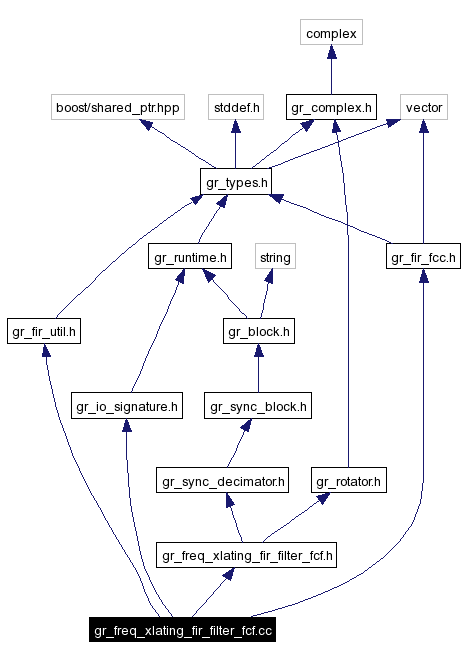 complex
boost/shared_ptr.hpp
stddef.h
gr_complex.h
vector
gr_types.h
gr_runtime.h
string
gr_fir_fcc.h
gr_fir_util.h
gr_block.h
gr_io_signature.h
gr_sync_block.h
gr_sync_decimator.h
gr_rotator.h
gr_freq_xlating_fir_filter_fcf.h
gr_freq_xlating_fir_filter_fcf.cc